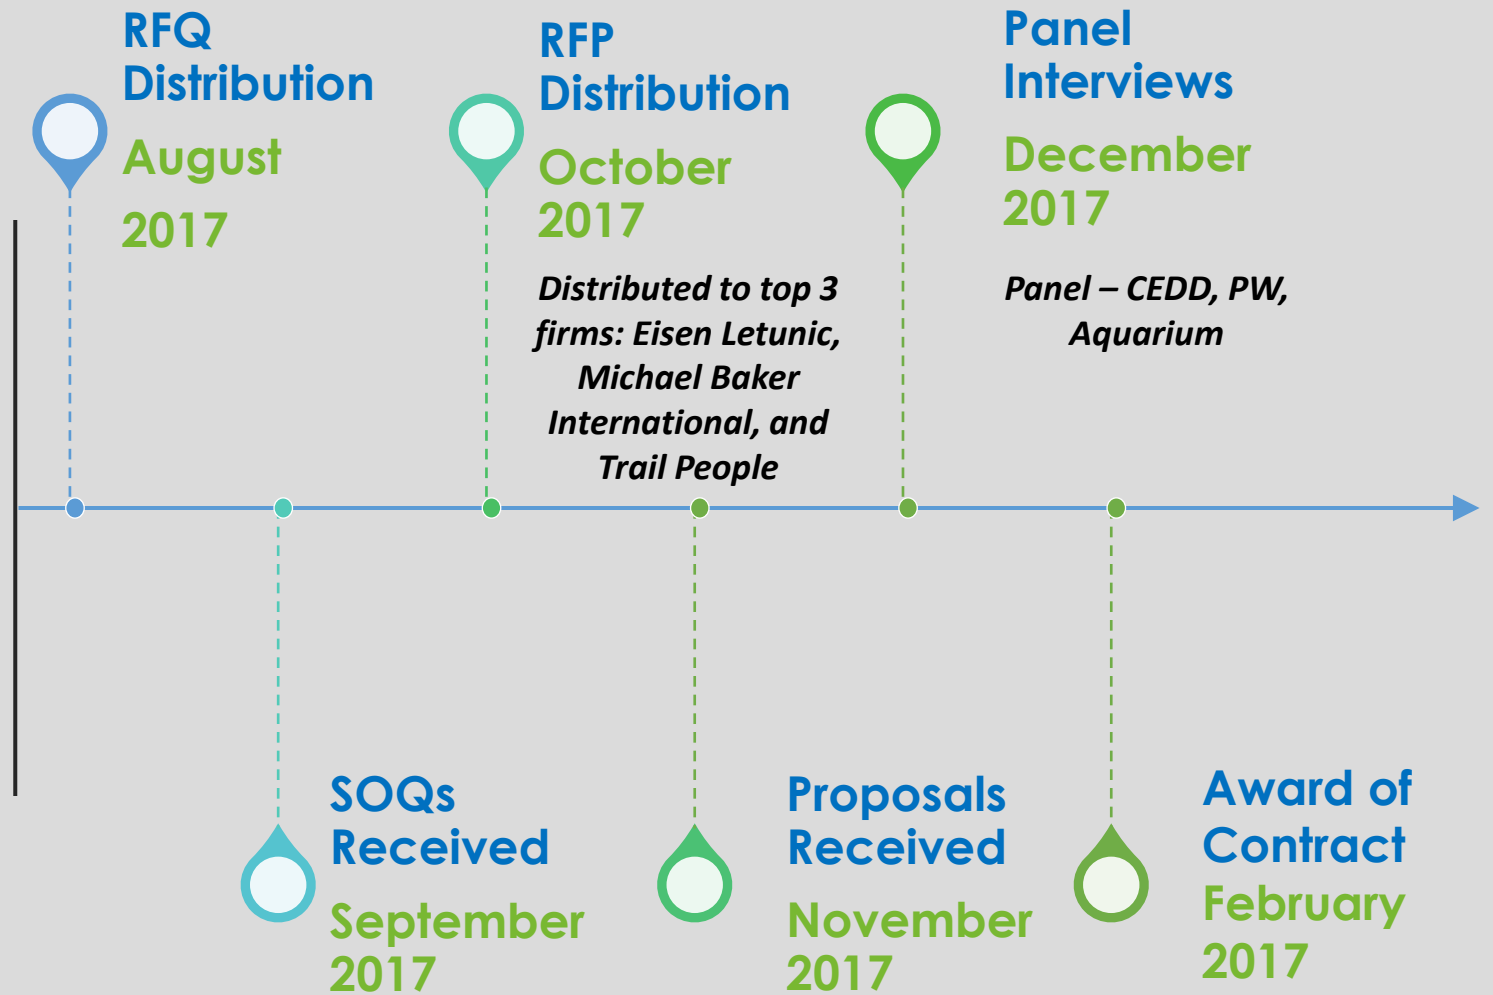 RFQ
Distribution
August
2017
RFP
Distribution
October
2017
Distributed to top 3
firms: Eisen Letunic,
Michael Baker
International, and
Trail People
Panel
Interviews
December
2017
Panel – CEDD, PW,
Aquarium
SOQs
Received
September
2017
Proposals
Received
November
2017
Award of
Contract
February
2017